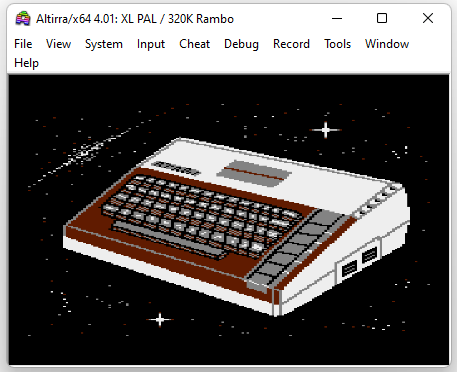 Altirra/x64 4.01: XL PAL / 320K Rambo
File View System Input Cheat Debug Record Tools Window
Help